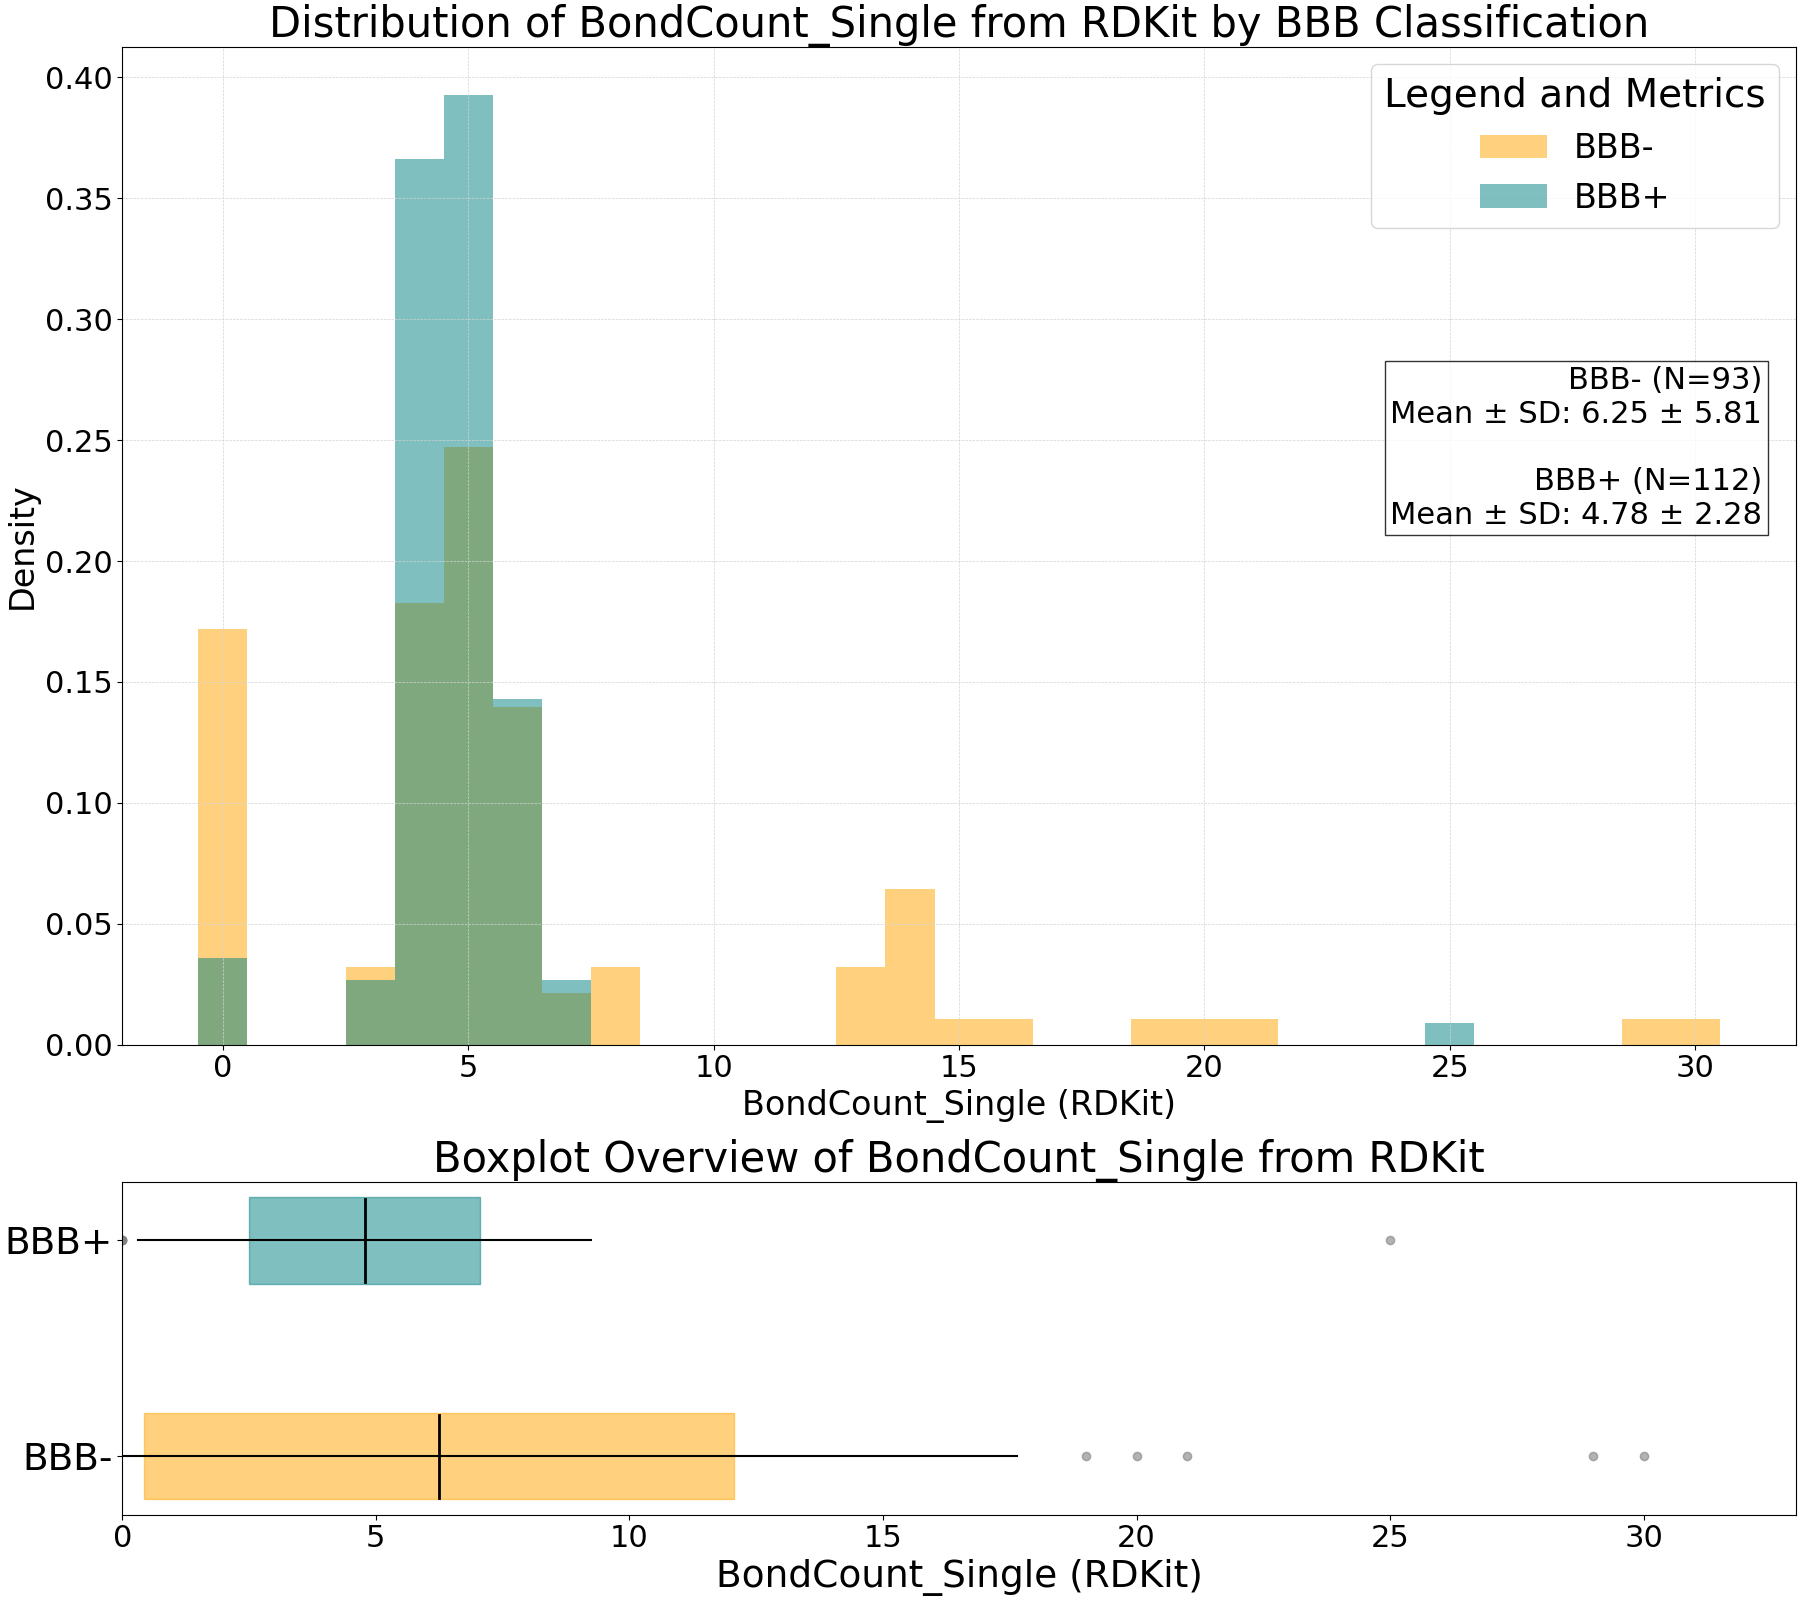 Distribution of BondCount_Single from RDKit by BBB Classification
Density
0.40
0.35
0.30
0.25
0.20
0.15
0.10
0.05
0.00
Legend and Metrics
BBB-
BBB+
BBB- (N=93)
Mean ± SD: 6.25 ± 5.81
BBB+ (N=112)
Mean ± SD: 4.78 ± 2.28
0 5 10 15 20 25 30
BondCount_Single (RDKit)
Boxplot Overview of BondCount_Single from RDKit
BBB+
BBB-
0 5 10 15 20 25 30
BondCount_Single (RDKit)